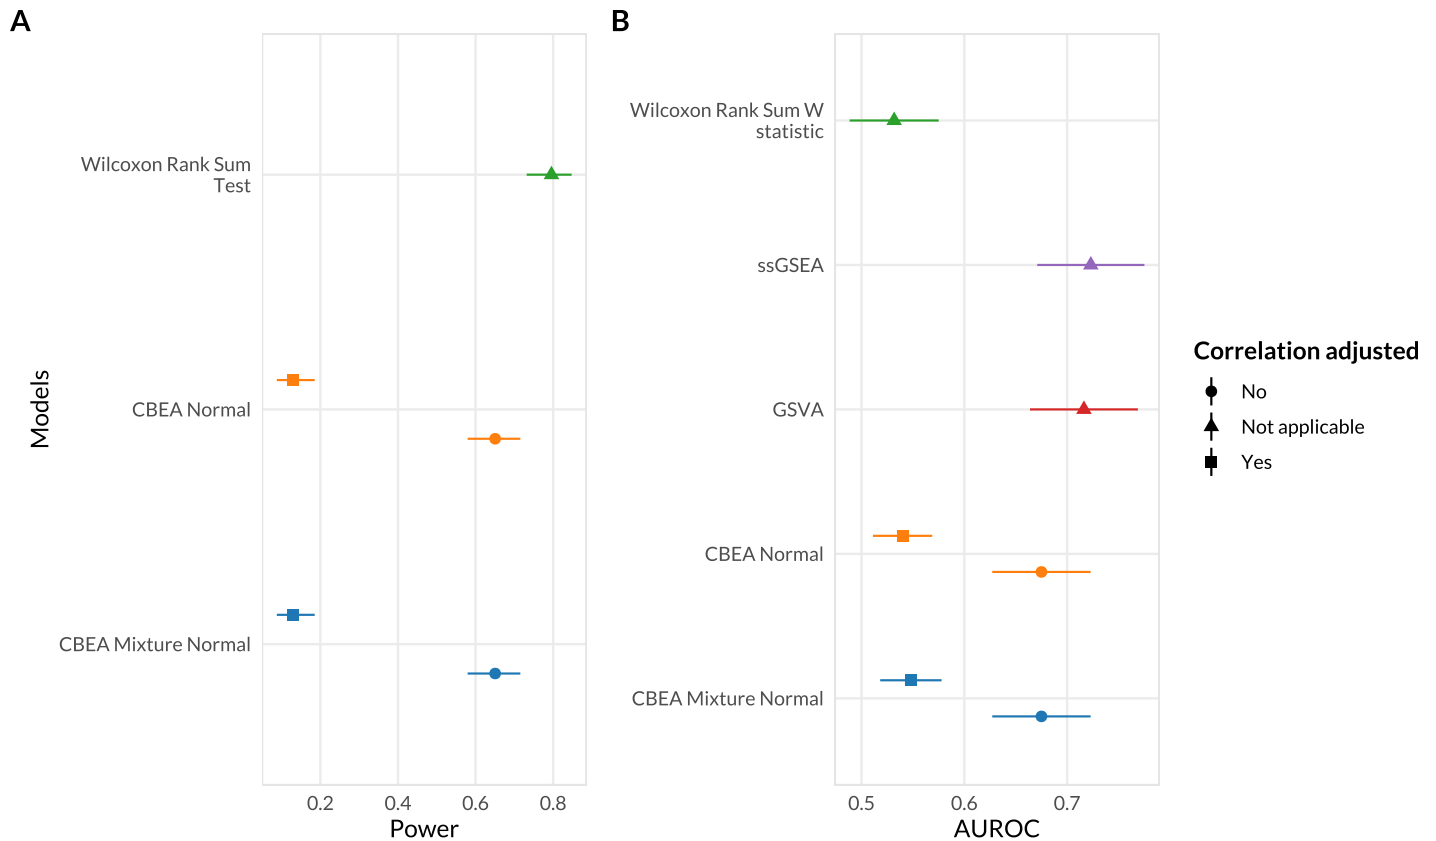 A
Models
Wilcoxon Rank Sum
Test
CBEA Normal
CBEA Mixture Normal
0.2 0.4 0.6 0.8
Power
B
Wilcoxon Rank Sum W
statistic
ssGSEA
GSVA
CBEA Normal
CBEA Mixture Normal
0.5 0.6 0.7
AUROC
Correlation adjusted
No
Not applicable
Yes